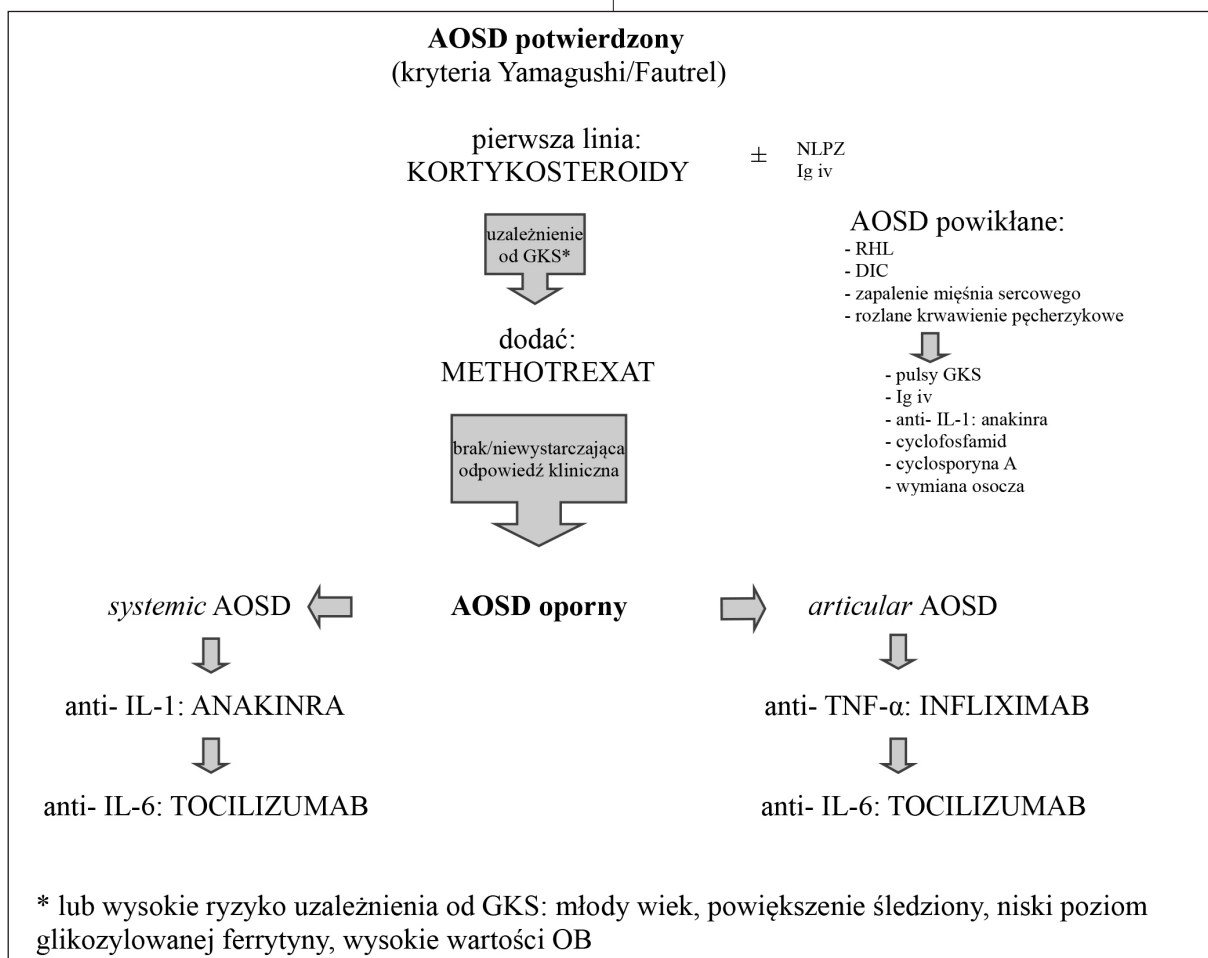 AOSD potwierdzony
(kryteria Yamagushi/Fautrel)
pierwsza linia:
KORTYKOSTEROIDY
±
NLPZ
Ig iv
uzależnienie
od GKS*
dodać:
METHOTREXAT
brak/niewystarczająca
odpowiedź kliniczna
AOSD powikłane:
- RHL
- DIC
- zapalenie mięśnia sercowego
- rozlane krwawienie pęcherzykowe
- pulsy GKS
- Ig iv
- anti- IL-1: anakinra
- cyclofosfamid
- cyclosporyna A
- wymiana osocza
systemic AOSD
AOSD oporny
articular AOSD
anti- IL-1: ANAKINRA
anti- TNF-α: INFLIXIMAB
anti- IL-6: TOCILIZUMAB
anti- IL-6: TOCILIZUMAB
* lub wysokie ryzyko uzależnienia od GKS: młody wiek, powiększenie śledziony, niski poziom
glikozylowanej ferrytyny, wysokie wartości OB